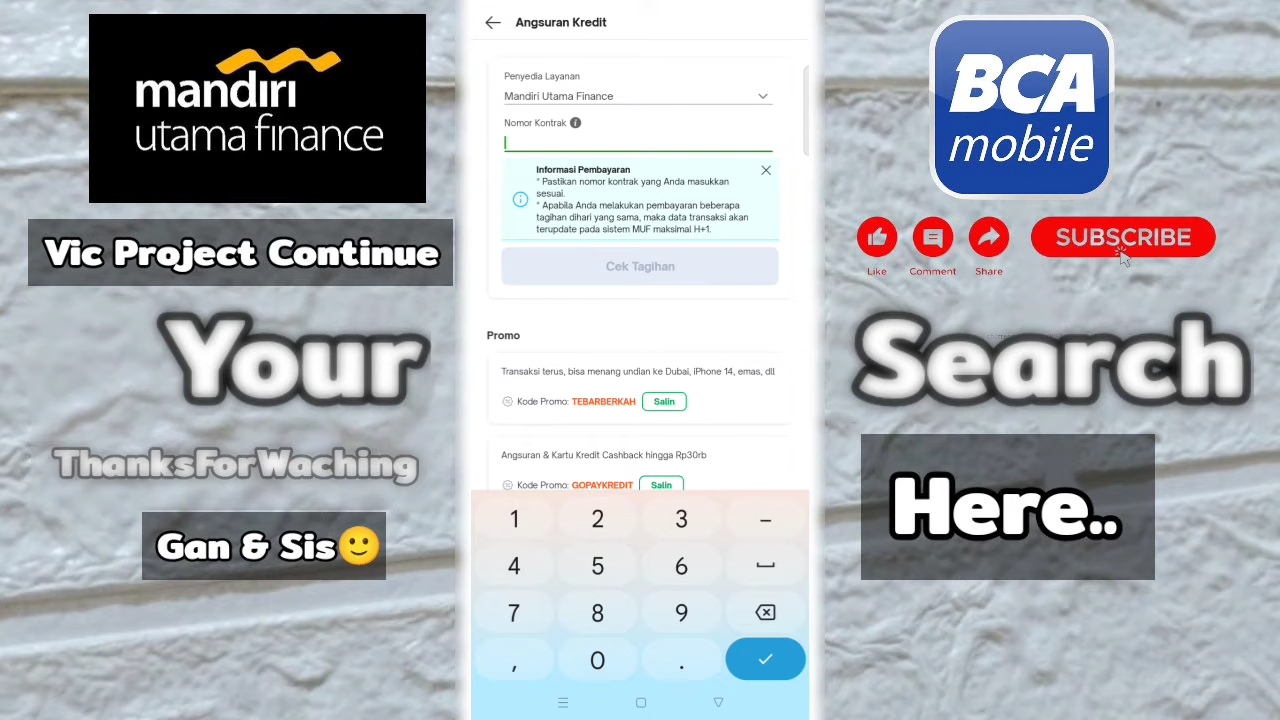 mandiri
utama finance
Vic Project Continue
Your
ThanksForWaching
Gan & Sis
Angsuran Kredit
Penyedia Layanan
Mandiri Utama Finance
Nomor Kontrak
Informasi Pembayaran
* Pastikan nomor kontrak yang Anda masukkan
sesuai.
* Apabila Anda melakukan pembayaran beberapa
tagihan dihari yang sama, maka data transaksi akan
terupdate pada sistem MUF maksimal H+1.
Cek Tagihan
Promo
Transaksi terus, bisa menang undian ke Dubai, iPhone 14, emas, dll
Kode Promo: TEBARBERKAH Salin
Angsuran & Kartu Kredit Cashback hingga Rp30rb
Kode Promo: GOPAYKREDIT Salin
1 2 3 –
4 5 6
7 8 9
, 0 .
BCA
mobile
SUBSCRIBE
Like Comment Share
Search
Here..